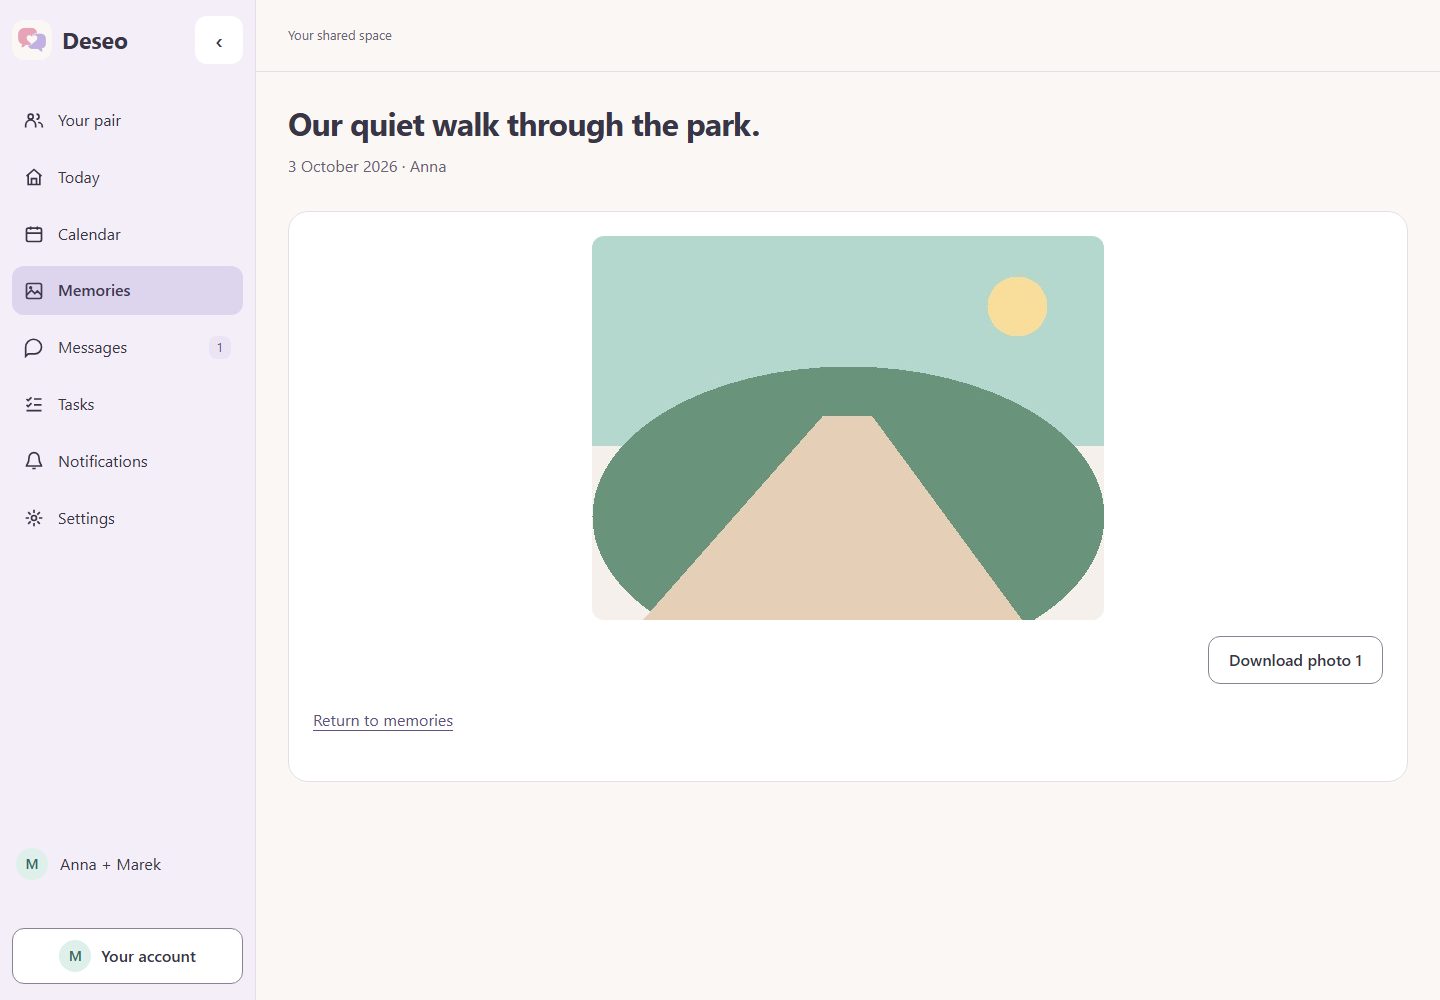 Deseo
‹
Your pair
Today
Calendar
Memories
Messages 1
Tasks
Notifications
Settings
M Anna + Marek
M Your account
Your shared space
Our quiet walk through the park.
3 October 2026 · Anna
Download photo 1
Return to memories